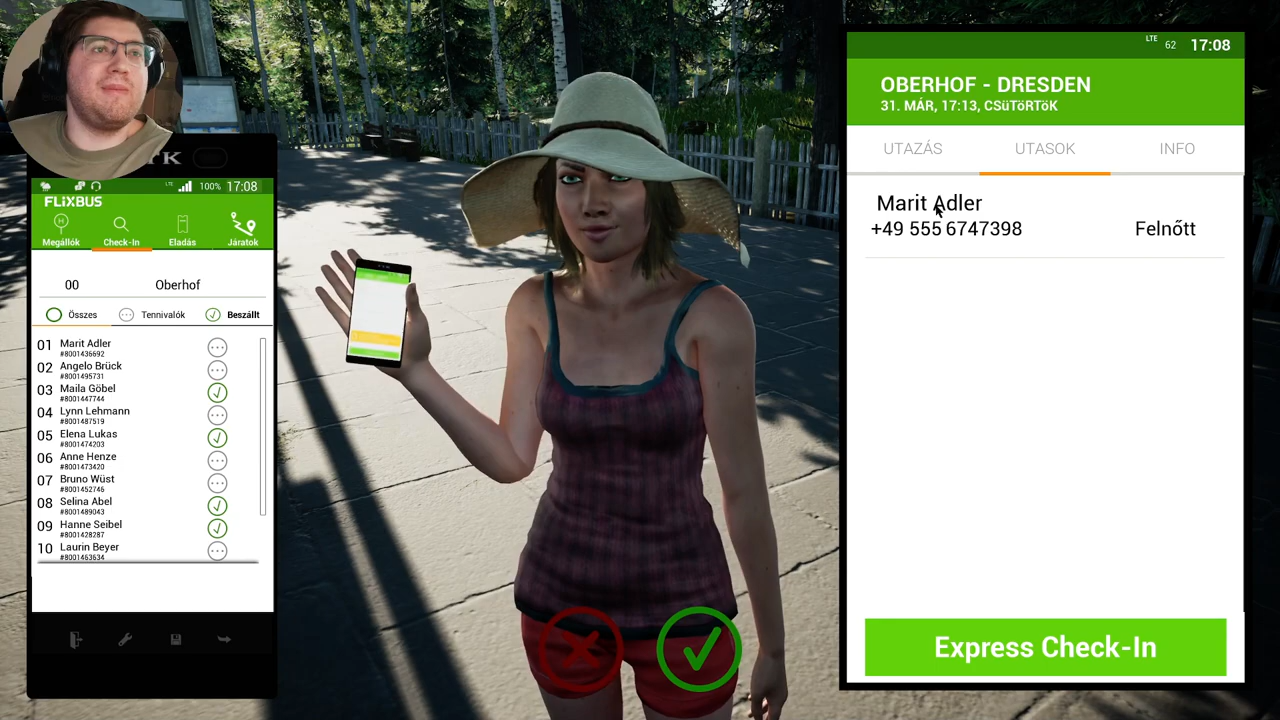 TK
LTE 100% 17:08
FLiXBUS
Megállók Check-In Eladás Járatok
00 Oberhof
Összes Tennivalók Beszállt
01 Marit Adler
#8001436692
02 Angelo Brück
#8001495731
03 Maila Göbel
#8001447744
04 Lynn Lehmann
#8001487519
05 Elena Lukas
#8001474203
06 Anne Henze
#8001473420
07 Bruno Wüst
#8001452746
08 Selina Abel
#8001489043
09 Hanne Seibel
#8001428287
10 Laurin Beyer
#8001463634
LTE 62 17:08
OBERHOF - DRESDEN
31. MÁR, 17:13, CSüTöRTöK
UTAZÁS UTASOK INFO
Marit Adler
+49 555 6747398 Felnőtt
Express Check-In